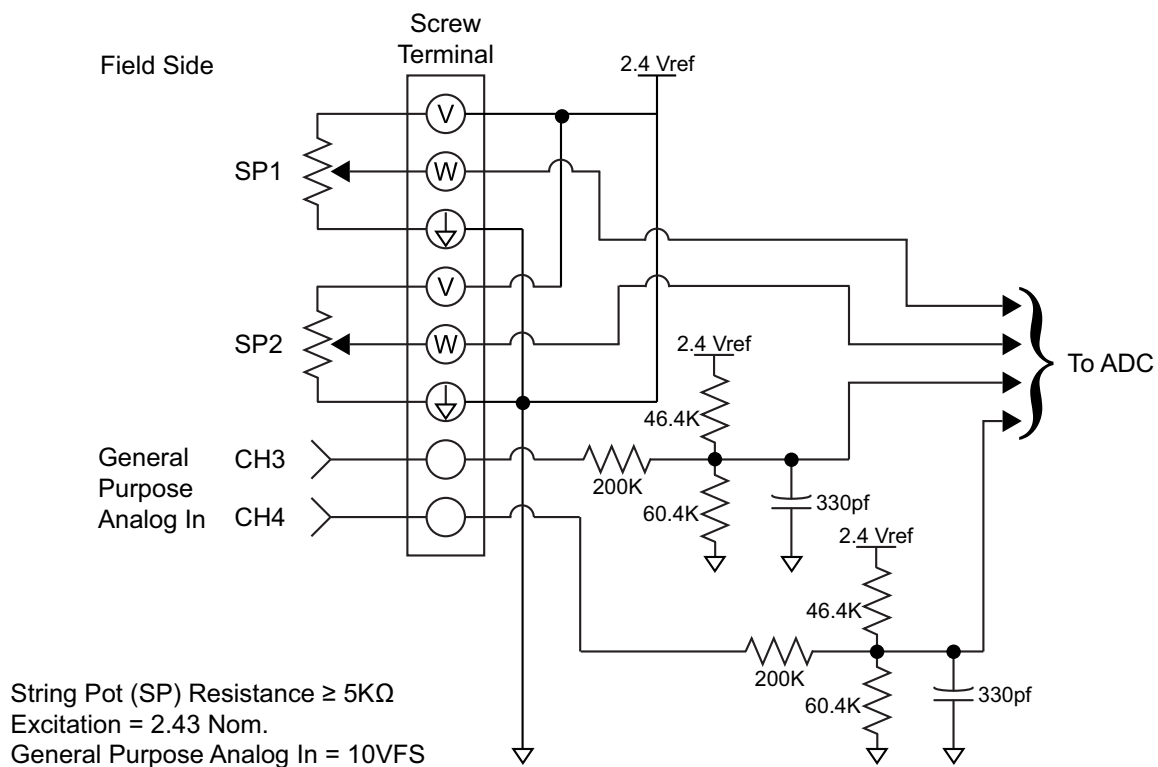 Screw
Terminal
Field Side
2.4 Vref
V
SP1
W
V
SP2
W
2.4 Vref
To ADC
46.4K
General
Purpose
Analog In
CH3
200K
60.4K
330pf
CH4
2.4 Vref
46.4K
200K
60.4K
330pf
String Pot (SP) Resistance ≥ 5KΩ
Excitation = 2.43 Nom.
General Purpose Analog In = 10VFS